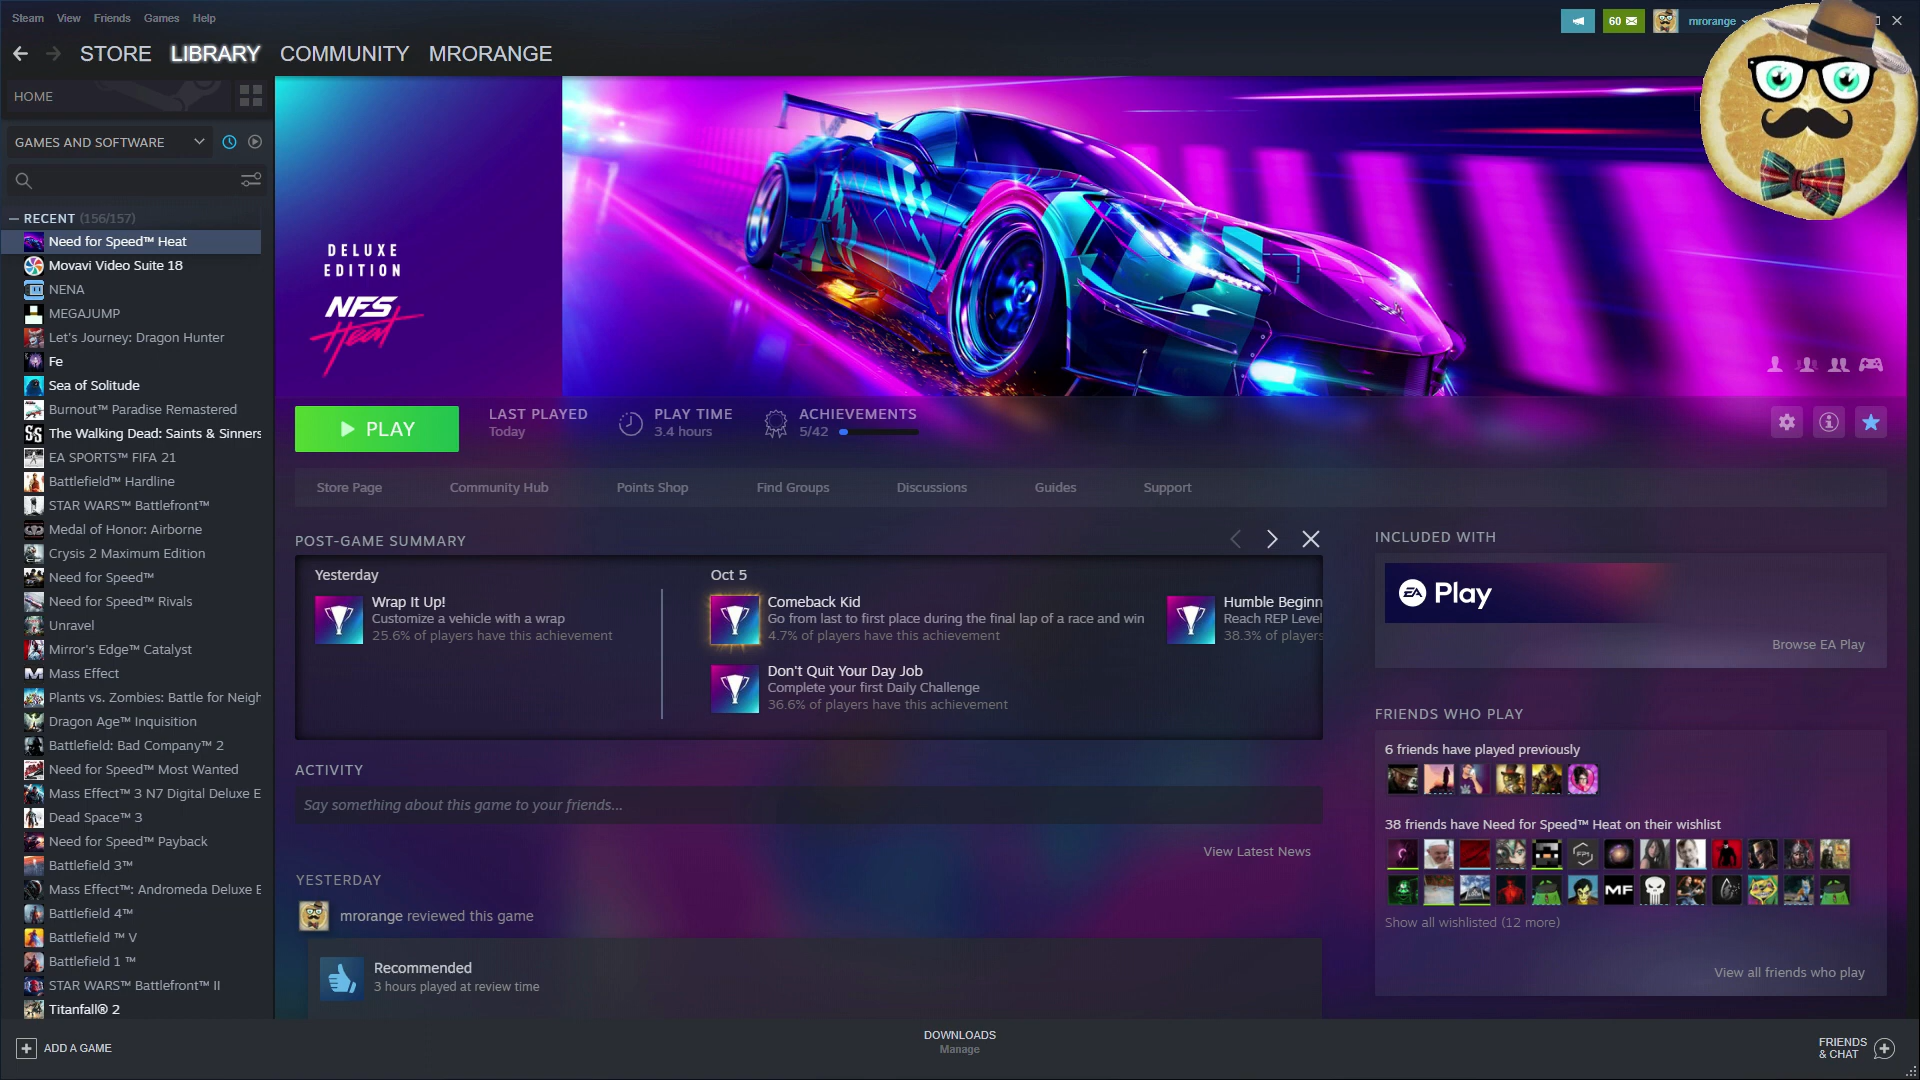 Steam View Friends Games Help
60
mrorange
STORE LIBRARY COMMUNITY MRORANGE
HOME
GAMES AND SOFTWARE
RECENT (156/157)
Need for Speed™ Heat
Movavi Video Suite 18
NENA
MEGAJUMP
Let's Journey: Dragon Hunter
Fe
Sea of Solitude
Burnout™ Paradise Remastered
The Walking Dead: Saints & Sinners
EA SPORTS™ FIFA 21
Battlefield™ Hardline
STAR WARS™ Battlefront™
Medal of Honor: Airborne
Crysis 2 Maximum Edition
Need for Speed™
Need for Speed™ Rivals
Unravel
Mirror's Edge™ Catalyst
Mass Effect
Plants vs. Zombies: Battle for Neigh
Dragon Age™ Inquisition
Battlefield: Bad Company™ 2
Need for Speed™ Most Wanted
Mass Effect™ 3 N7 Digital Deluxe E
Dead Space™ 3
Need for Speed™ Payback
Battlefield 3™
Mass Effect™: Andromeda Deluxe E
Battlefield 4™
Battlefield ™ V
Battlefield 1 ™
STAR WARS™ Battlefront™ II
Titanfall® 2
ADD A GAME
DELUXE
EDITION
NFS
Heat
PLAY
LAST PLAYED
Today
PLAY TIME
3.4 hours
ACHIEVEMENTS
5/42
Store Page Community Hub Points Shop Find Groups Discussions Guides Support
POST-GAME SUMMARY
Yesterday
Wrap It Up!
Customize a vehicle with a wrap
25.6% of players have this achievement
Oct 5
Comeback Kid
Go from last to first place during the final lap of a race and win
4.7% of players have this achievement
Don't Quit Your Day Job
Complete your first Daily Challenge
36.6% of players have this achievement
Humble Beginn
Reach REP Level
38.3% of players
ACTIVITY
Say something about this game to your friends...
View Latest News
YESTERDAY
mrorange reviewed this game
Recommended
3 hours played at review time
INCLUDED WITH
EA Play
Browse EA Play
FRIENDS WHO PLAY
6 friends have played previously
38 friends have Need for Speed™ Heat on their wishlist
MF
Show all wishlisted (12 more)
View all friends who play
DOWNLOADS
Manage
FRIENDS
& CHAT